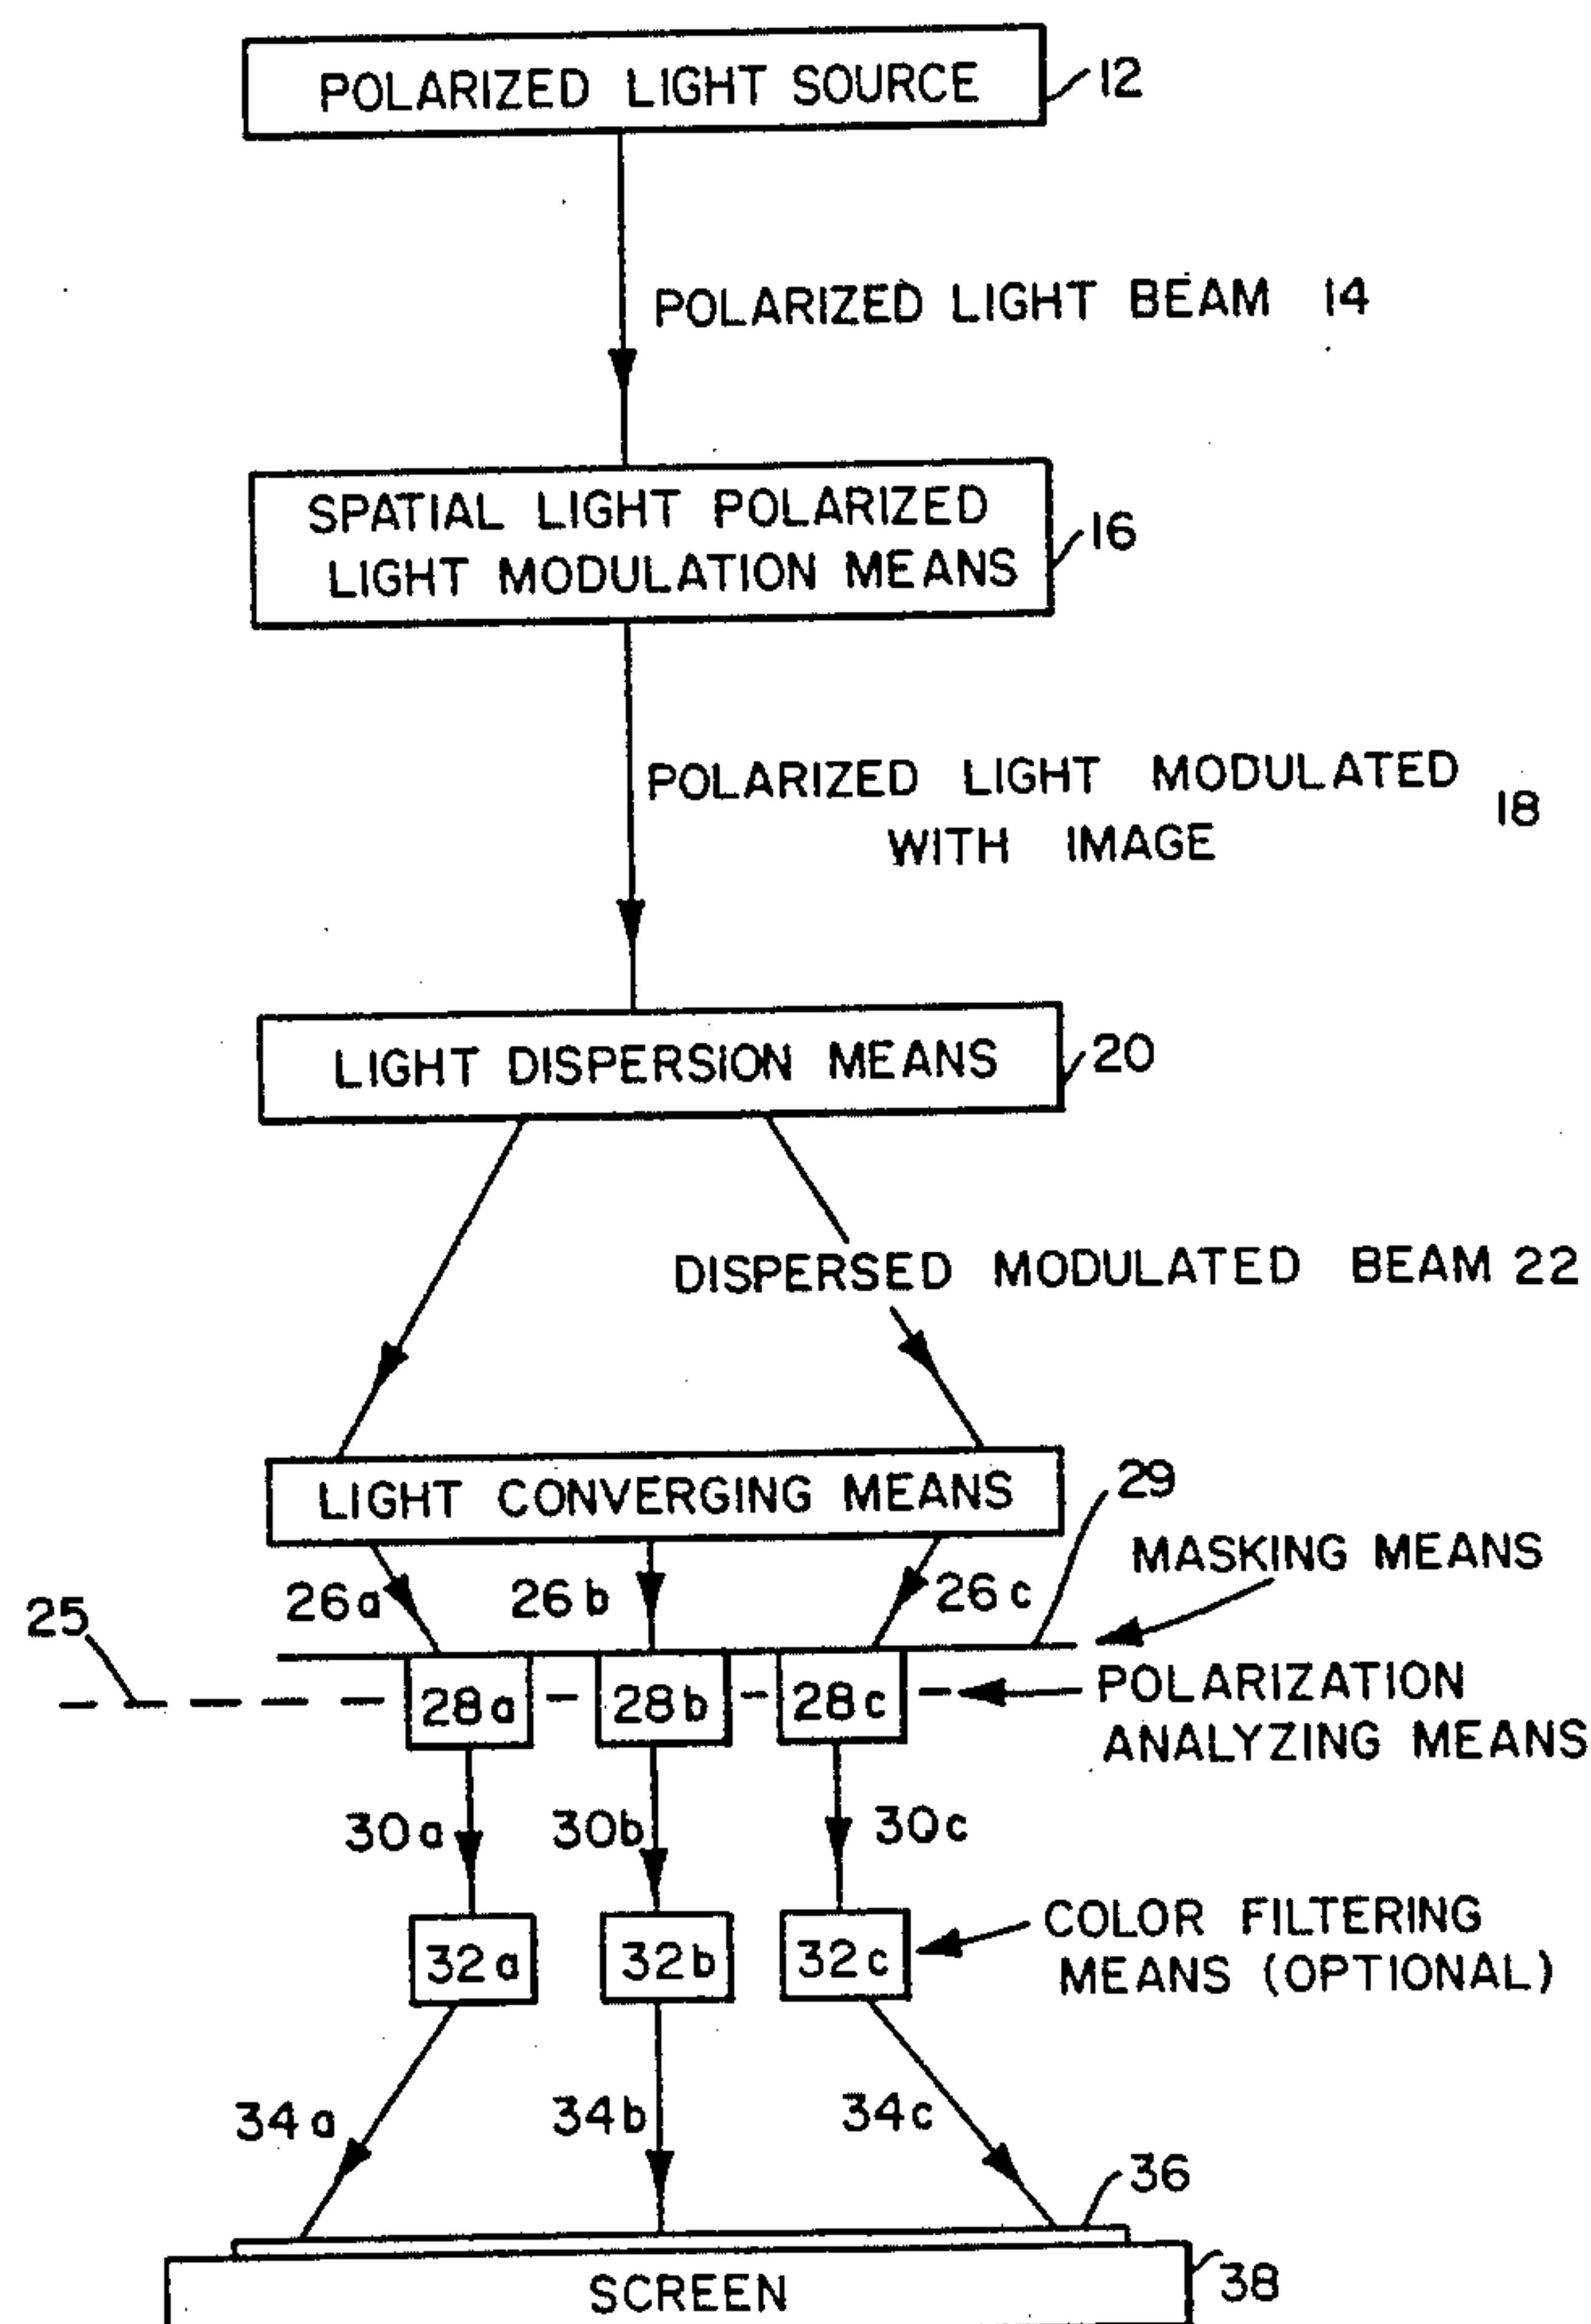 POLARIZED LIGHT SOURCE
12
POLARIZED LIGHT BEAM 14
SPATIAL LIGHT POLARIZED
LIGHT MODULATION MEANS
16
POLARIZED LIGHT MODULATED
WITH IMAGE
18
LIGHT DISPERSION MEANS
20
DISPERSED MODULATED BEAM 22
LIGHT CONVERGING MEANS
29
MASKING MEANS
26a
26b
26c
25
28a
28b
28c
POLARIZATION
ANALYZING MEANS
30a
30b
30c
32a
32b
32c
COLOR FILTERING
MEANS (OPTIONAL)
34a
34b
34c
36
SCREEN
38